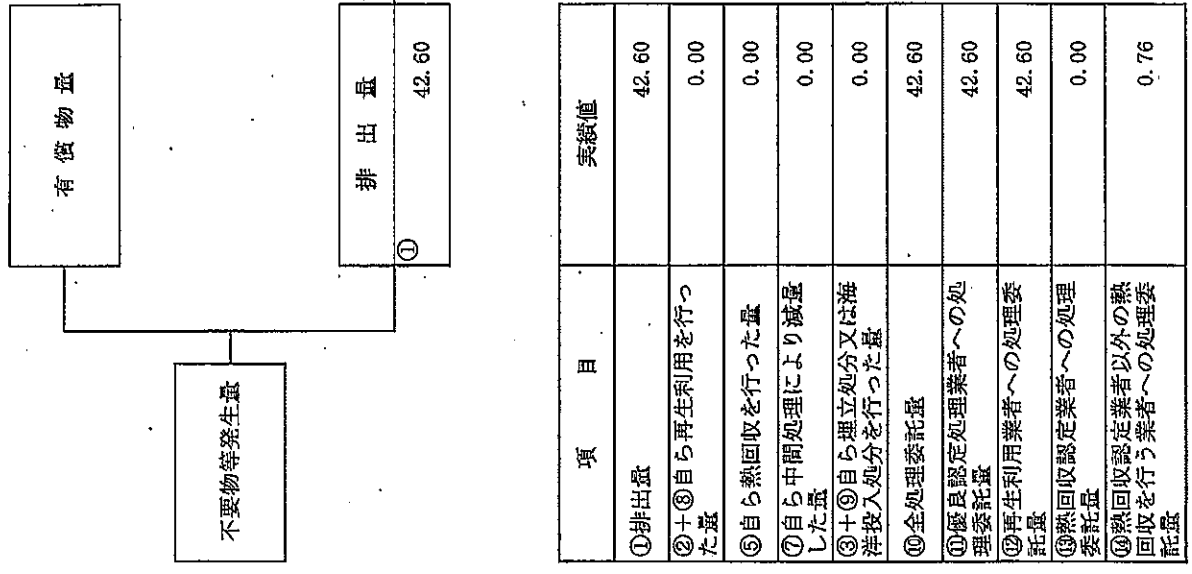 有償物量
不要物等発生量
排出量
①
42.60
項目
実績値
①排出量
42.60
②+⑧自ら再生利用を行っ
た量
0.00
⑤自ら熱回収を行った量
0.00
⑦自ら中間処理により減量
した量
0.00
③+⑨自ら埋立処分又は海
洋投入処分を行った量
0.00
⑩全処理委託量
42.60
⑪優良認定処理業者への処
理委託量
42.60
⑫再生利用業者への処理委
託量
42.60
⑬熱回収認定業者への処理
委託量
0.00
⑭熱回収認定業者以外の熱
回収を行う業者への処理委
託量
0.76